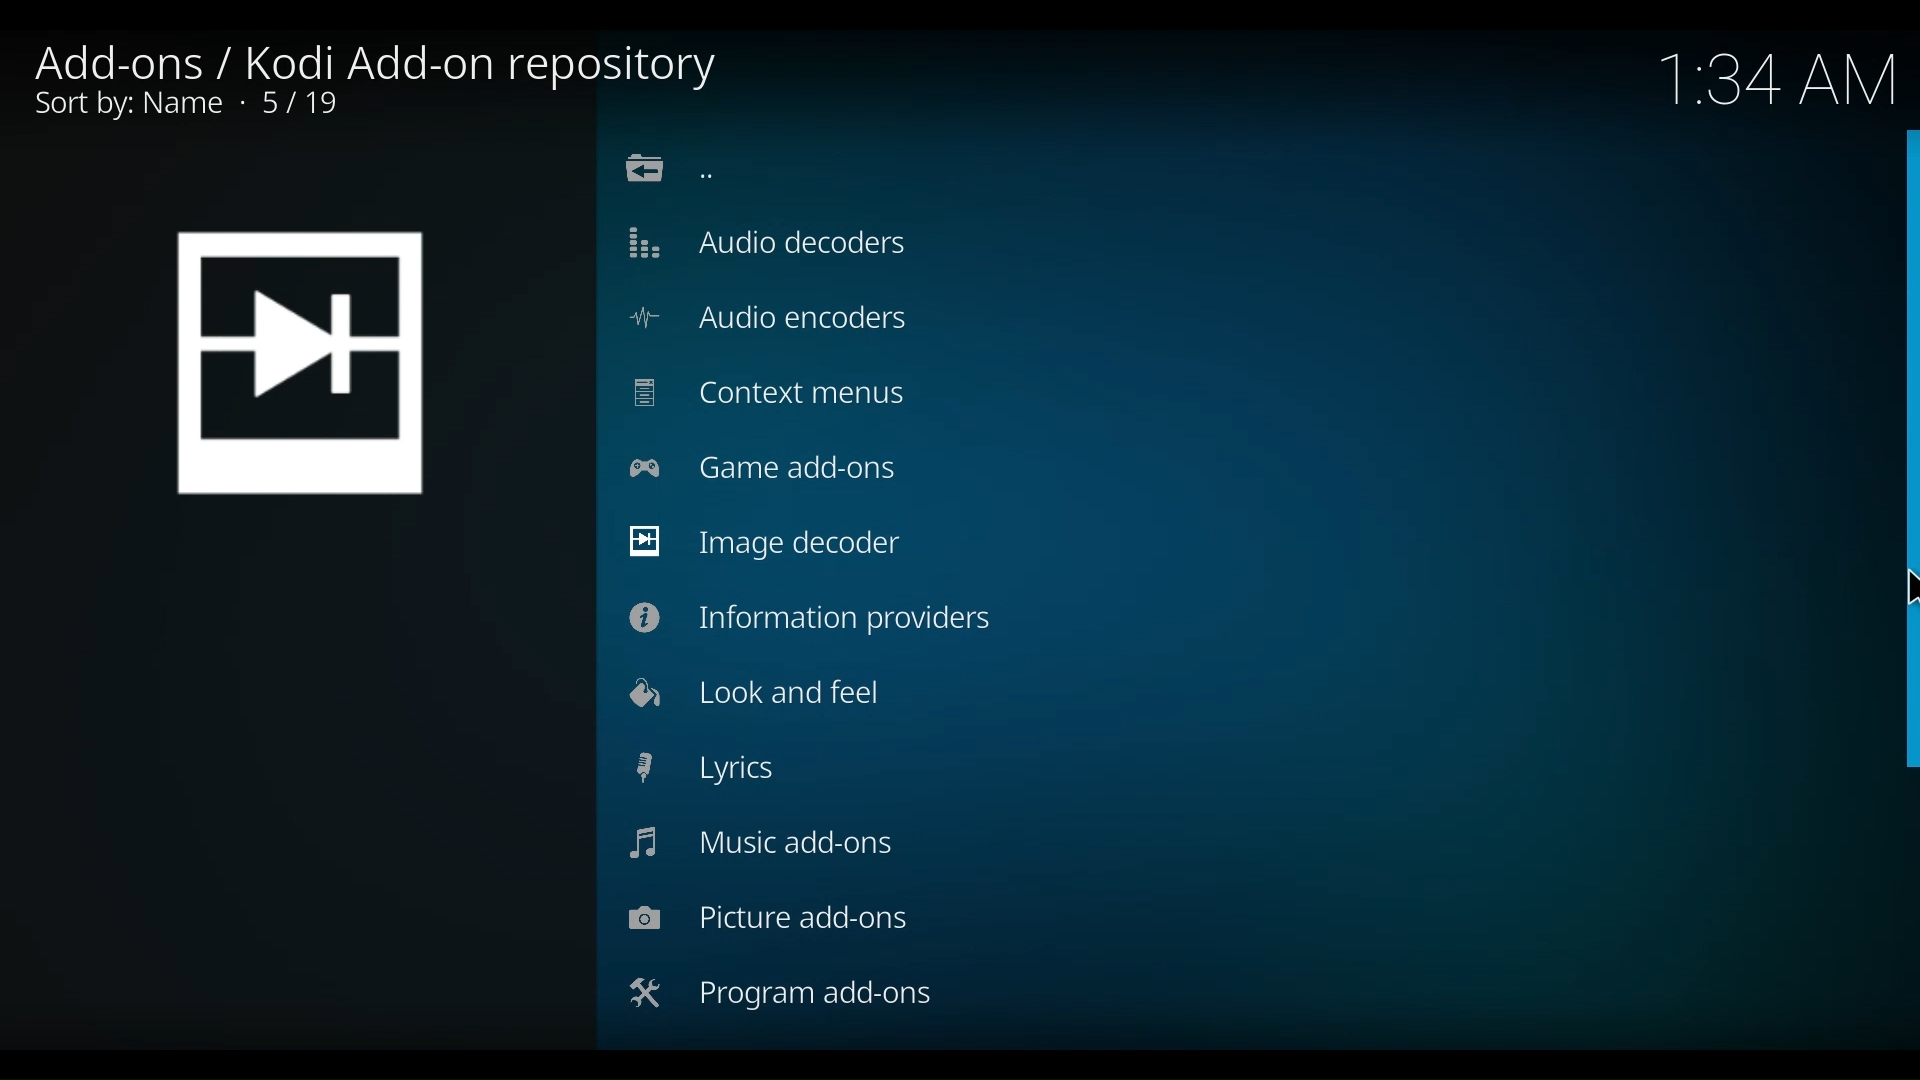 Add-ons / Kodi Add-on repository
Sort by: Name · 5 / 19
1:34 AM
..
Audio decoders
Audio encoders
Context menus
Game add-ons
Image decoder
Information providers
Look and feel
Lyrics
Music add-ons
Picture add-ons
Program add-ons